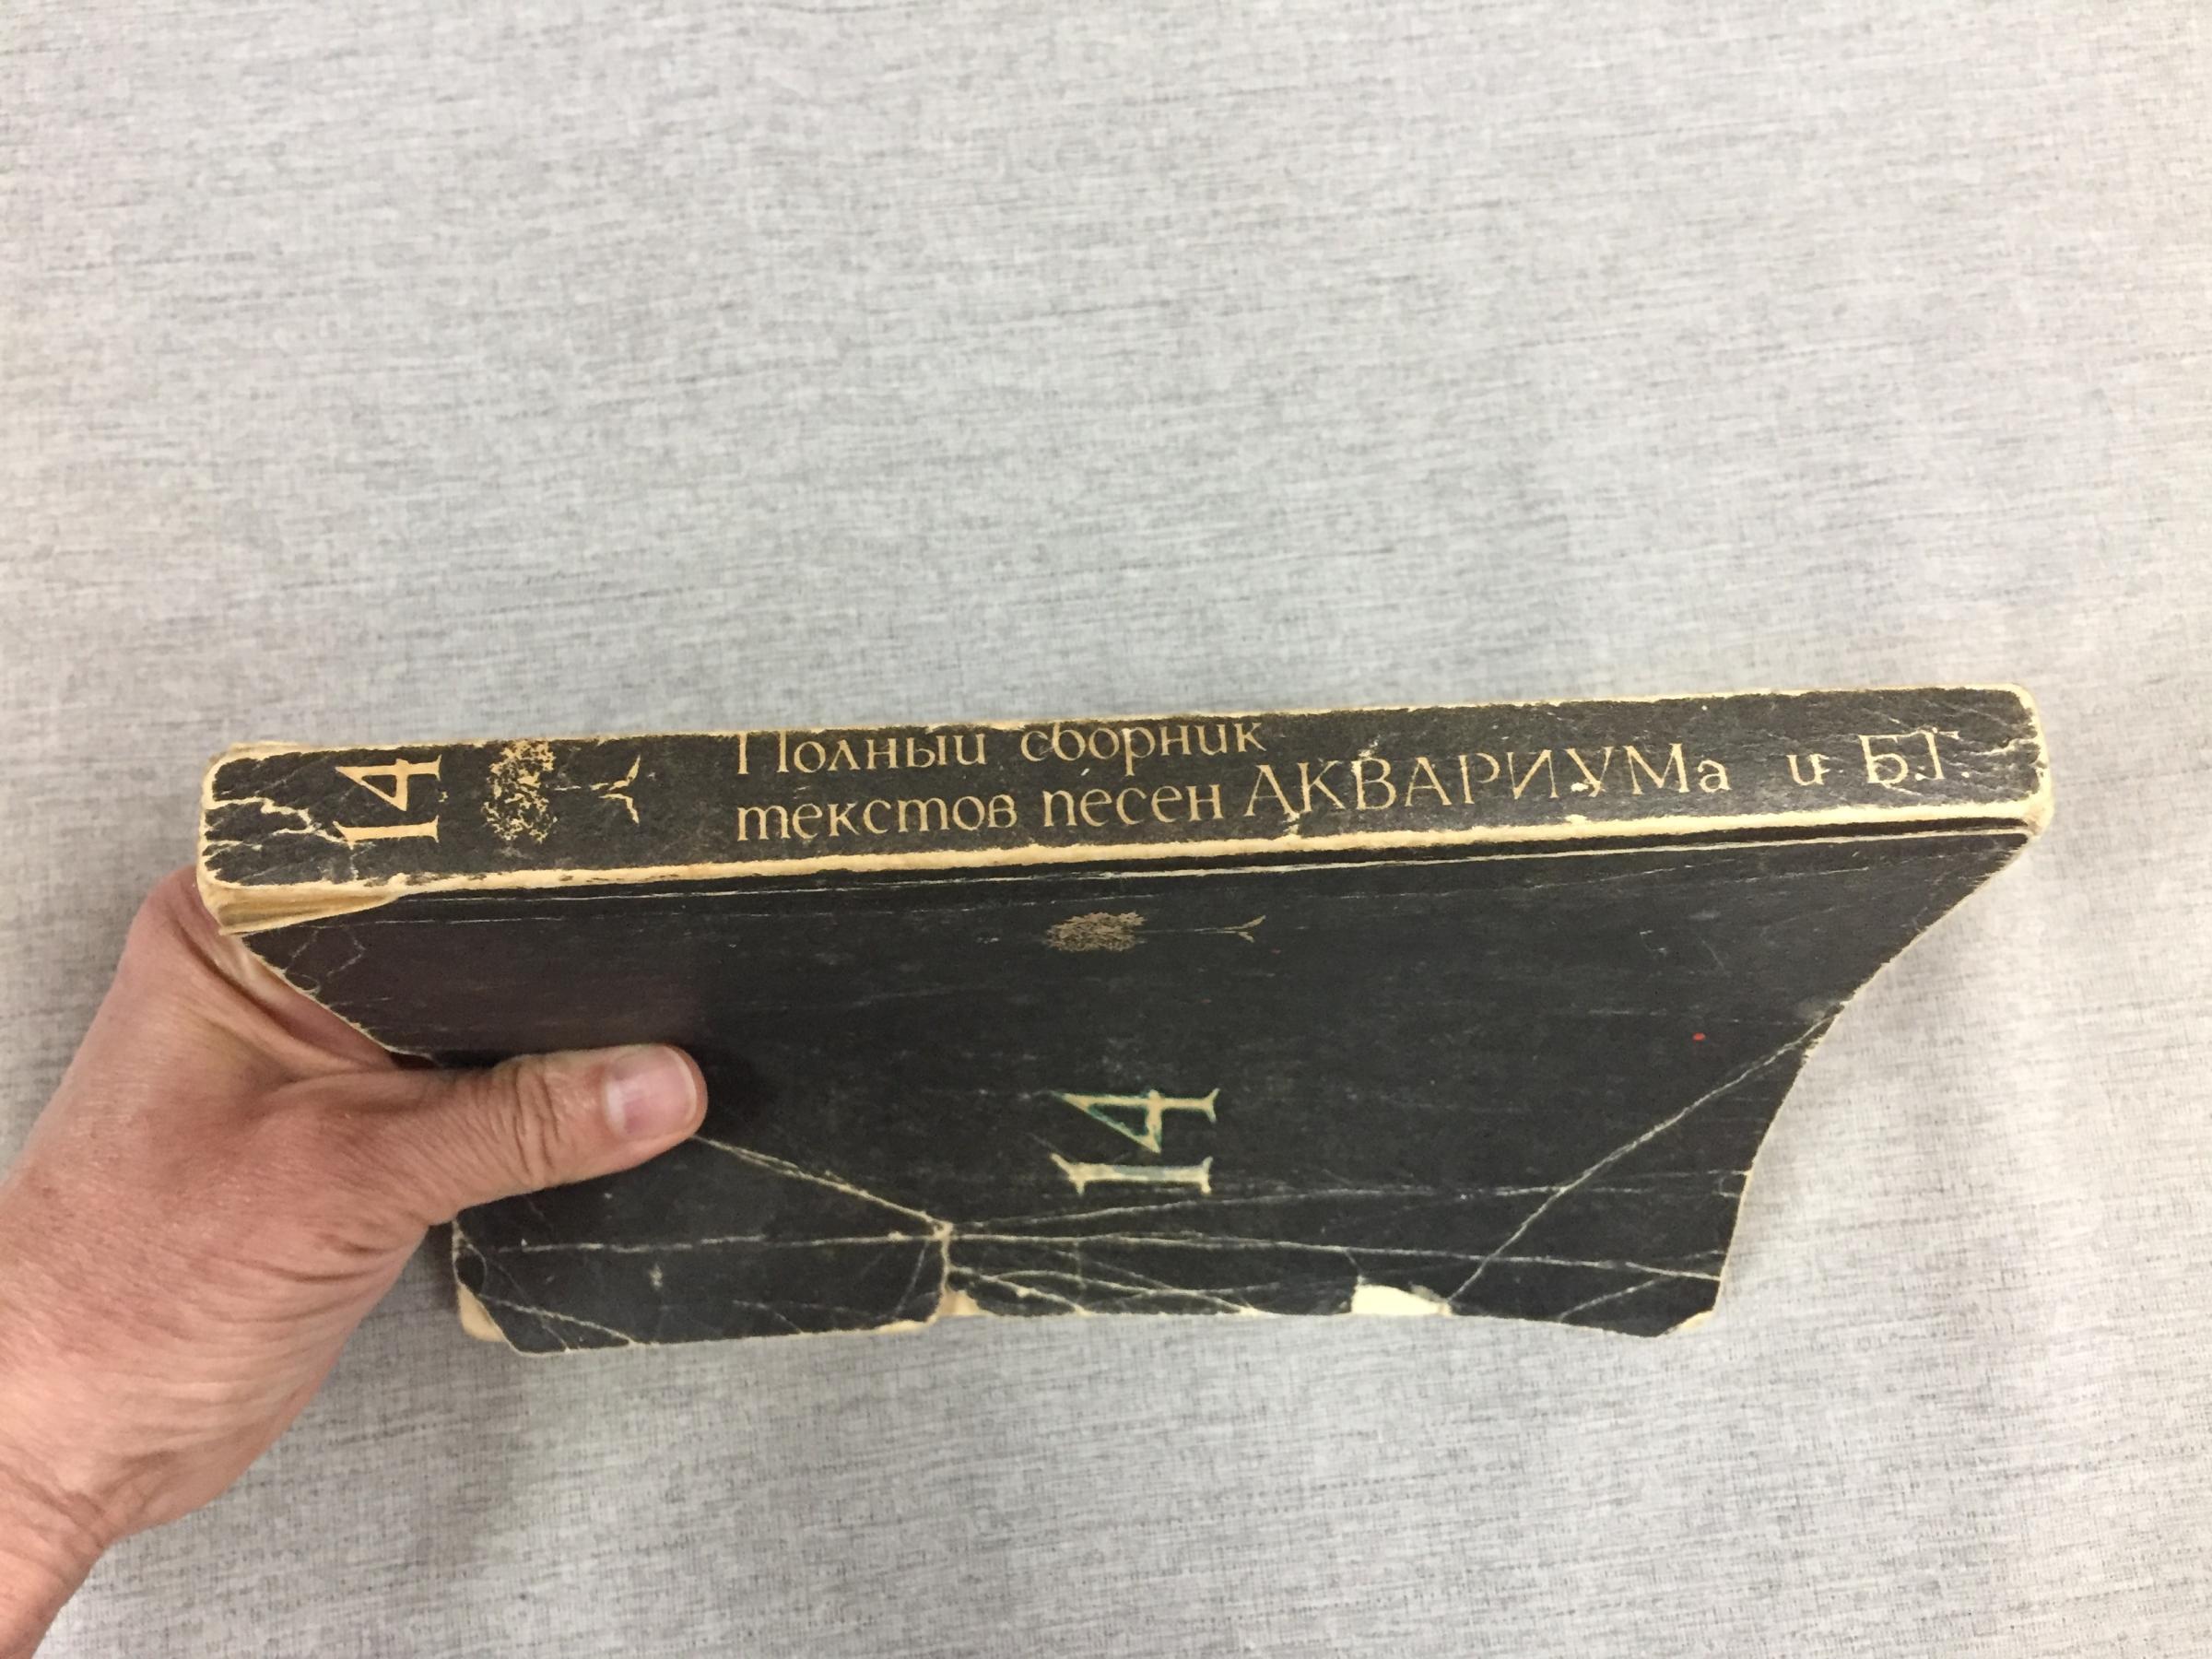 14
Полный сборник
текстов песен АКВАРИУМа и Б.Г.
14